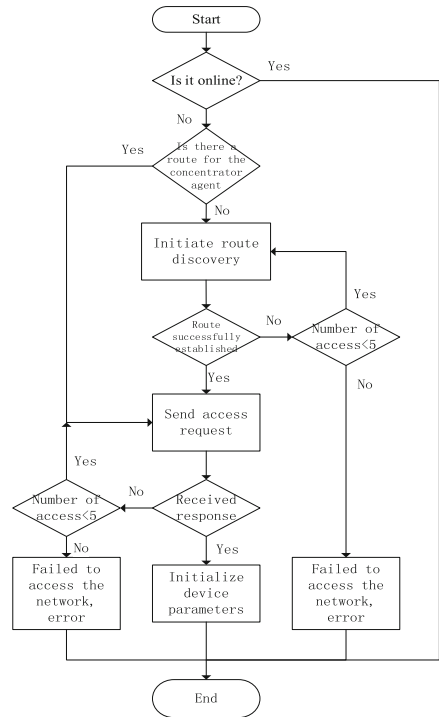 Start
Is it online?
Yes
No
Yes
Is there a
route for the
concentrator
agent
No
Initiate route
discovery
Yes
Route
successfully
established
No
Number of
access<5
Yes
No
Send access
request
Yes
Number of
access<5
No
Received
response
No
Yes
Failed to
access the
network,
error
Initialize
device
parameters
Failed to
access the
network,
error
End